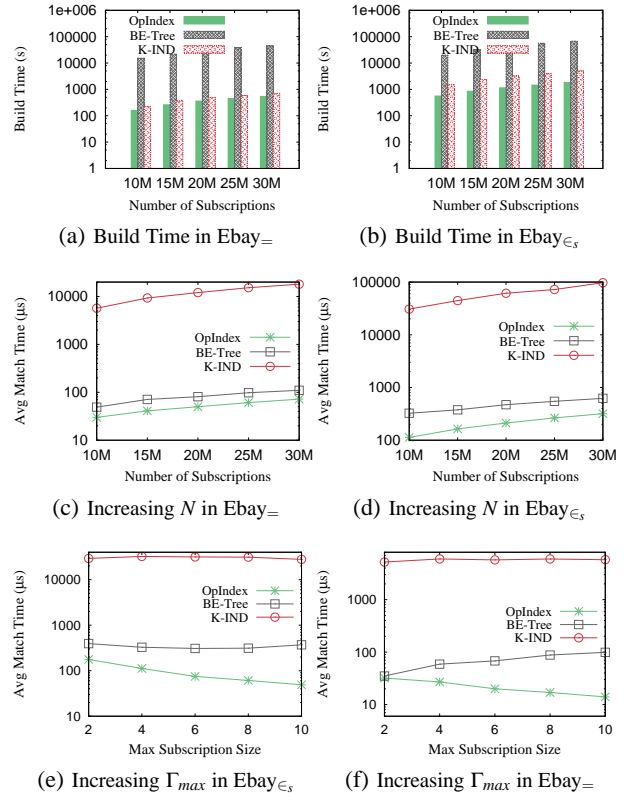 1e+006
100000
10000
1000
100
10
1
Build Time (s)
OpIndex
BE-Tree
K-IND
10M 15M 20M 25M 30M
Number of Subscriptions
(a) Build Time in Ebay=
1e+006
100000
10000
1000
100
10
1
Build Time (s)
OpIndex
BE-Tree
K-IND
10M 15M 20M 25M 30M
Number of Subscriptions
(b) Build Time in Ebay∈s
10000
1000
100
10
Avg Match Time (μs)
OpIndex
BE-Tree
K-IND
10M 15M 20M 25M 30M
Number of Subscriptions
(c) Increasing N in Ebay=
100000
10000
1000
100
Avg Match Time (μs)
OpIndex
BE-Tree
K-IND
10M 15M 20M 25M 30M
Number of Subscriptions
(d) Increasing N in Ebay∈s
10000
1000
100
10
Avg Match Time (μs)
OpIndex
BE-Tree
K-IND
2 4 6 8 10
Max Subscription Size
(e) Increasing Γmax in Ebay∈s
1000
100
10
Avg Match Time (μs)
OpIndex
BE-Tree
K-IND
2 4 6 8 10
Max Subscription Size
(f) Increasing Γmax in Ebay=